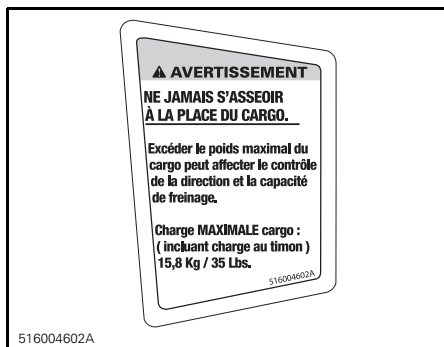 ⚠ AVERTISSEMENT
NE JAMAIS S'ASSEOIR
À LA PLACE DU CARGO.
Excéder le poids maximal du
cargo peut affecter le contrôle
de la direction et la capacité
de freinage.
Charge MAXIMALE cargo :
( incluant charge au timon )
15,8 Kg / 35 Lbs.
516004602A
516004602A